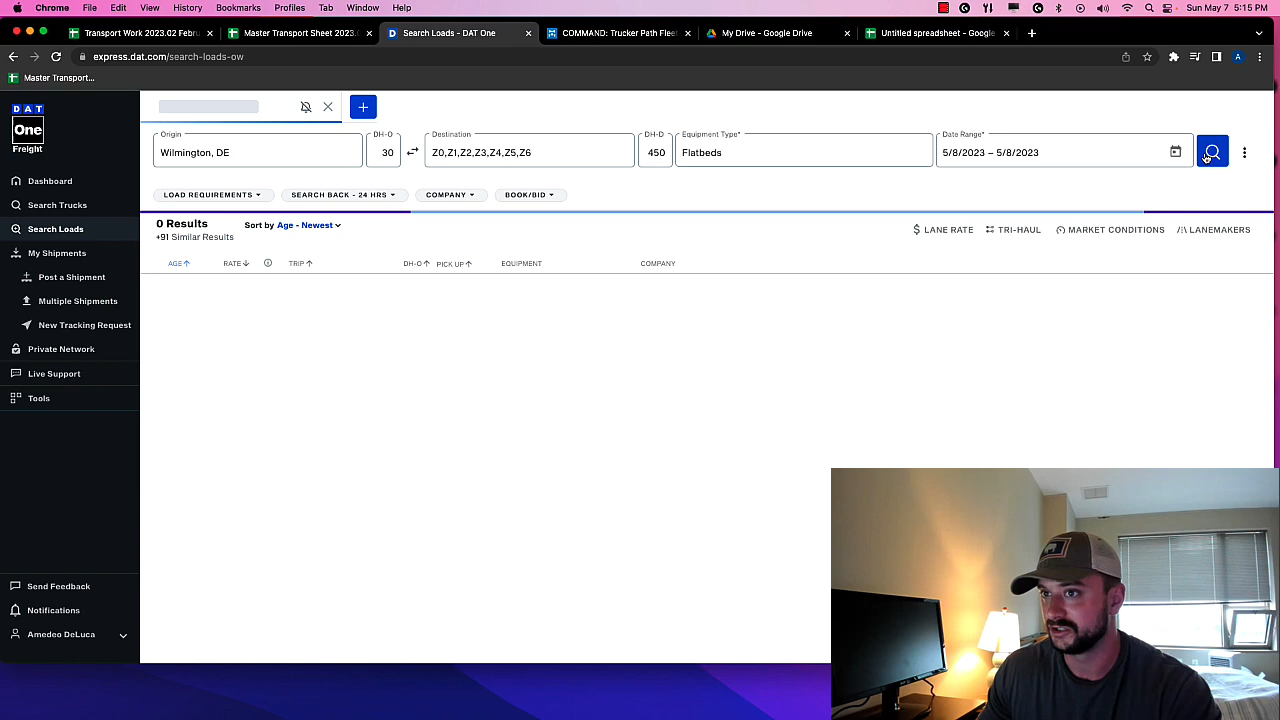 Chrome File Edit View History Bookmarks Profiles Tab Window Help Sun May 7 5:15 PM
Transport Work 2023.02 Febru Master Transport Sheet 2023. Search Loads - DAT One COMMAND: Trucker Path Flee My Drive - Google Drive Untitled spreadsheet - Google
express.dat.com/search-loads-ow A
Master Transport...
DAT
One
Freight
Origin DH-O Destination DH-D Equipment Type* Date Range*
Wilmington, DE 30 Z0,Z1,Z2,Z3,Z4,Z5,Z6 450 Flatbeds 5/8/2023 – 5/8/2023
LOAD REQUIREMENTS SEARCH BACK - 24 HRS COMPANY BOOK/BID
0 Results Sort by Age - Newest
+91 Similar Results
LANE RATE TRI-HAUL MARKET CONDITIONS LANEMAKERS
AGE RATE TRIP DH-O PICK UP EQUIPMENT COMPANY
Dashboard
Search Trucks
Search Loads
My Shipments
Post a Shipment
Multiple Shipments
New Tracking Request
Private Network
Live Support
Tools
Send Feedback
Notifications
Amedeo DeLuca